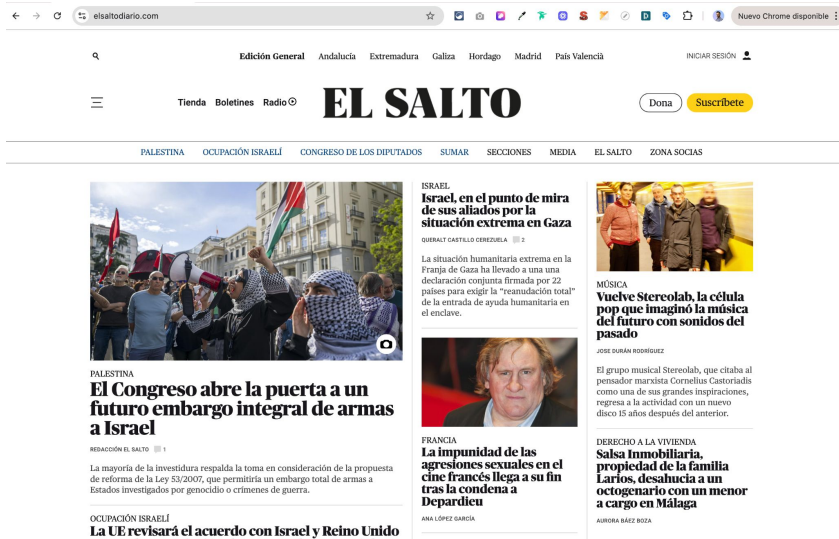 elsaltodiario.com
Nuevo Chrome disponible
Edición General Andalucía Extremadura Galiza Hordago Madrid País Valencià
INICIAR SESIÓN
Tienda Boletines Radio
EL SALTO
Dona
Suscríbete
PALESTINA OCUPACIÓN ISRAELÍ CONGRESO DE LOS DIPUTADOS SUMAR SECCIONES MEDIA EL SALTO ZONA SOCIAS
PALESTINA
El Congreso abre la puerta a un
futuro embargo integral de armas
a Israel
REDACCIÓN EL SALTO 1
La mayoría de la investidura respalda la toma en consideración de la propuesta
de reforma de la Ley 53/2007, que permitiría un embargo total de armas a
Estados investigados por genocidio o crímenes de guerra.
OCUPACIÓN ISRAELÍ
La UE revisará el acuerdo con Israel y Reino Unido
ISRAEL
Israel, en el punto de mira
de sus aliados por la
situación extrema en Gaza
QUERALT CASTILLO CEREZUELA 2
La situación humanitaria extrema en la
Franja de Gaza ha llevado a una una
declaración conjunta firmada por 22
países para exigir la “reanudación total”
de la entrada de ayuda humanitaria en
el enclave.
FRANCIA
La impunidad de las
agresiones sexuales en el
cine francés llega a su fin
tras la condena a
Depardieu
ANA LÓPEZ GARCÍA
MÚSICA
Vuelve Stereolab, la célula
pop que imaginó la música
del futuro con sonidos del
pasado
JOSE DURÁN RODRÍGUEZ
El grupo musical Stereolab, que citaba al
pensador marxista Cornelius Castoriadis
como una de sus grandes inspiraciones,
regresa a la actividad con un nuevo
disco 15 años después del anterior.
DERECHO A LA VIVIENDA
Salsa Inmobiliaria,
propiedad de la familia
Larios, desahucia a un
octogenario con un menor
a cargo en Málaga
AURORA BÁEZ BOZA